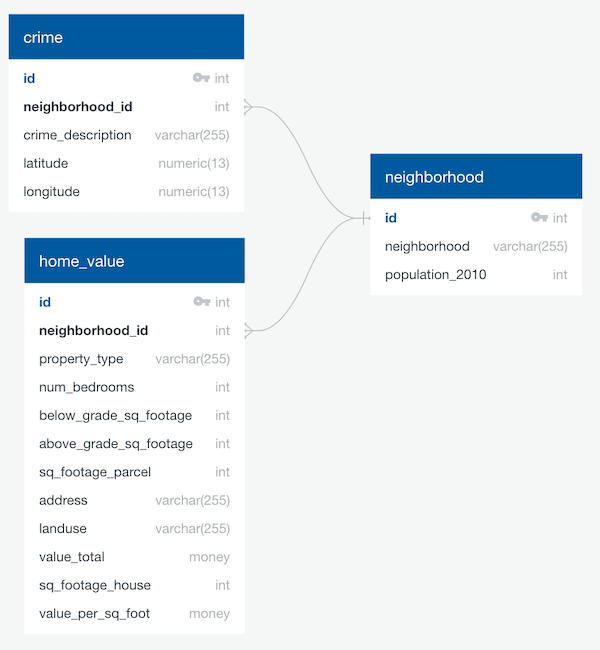 crime
id int
neighborhood_id int
crime_description varchar(255)
latitude numeric(13)
longitude numeric(13)
neighborhood
id int
neighborhood varchar(255)
population_2010 int
home_value
id int
neighborhood_id int
property_type varchar(255)
num_bedrooms int
below_grade_sq_footage int
above_grade_sq_footage int
sq_footage_parcel int
address varchar(255)
landuse varchar(255)
value_total money
sq_footage_house int
value_per_sq_foot money